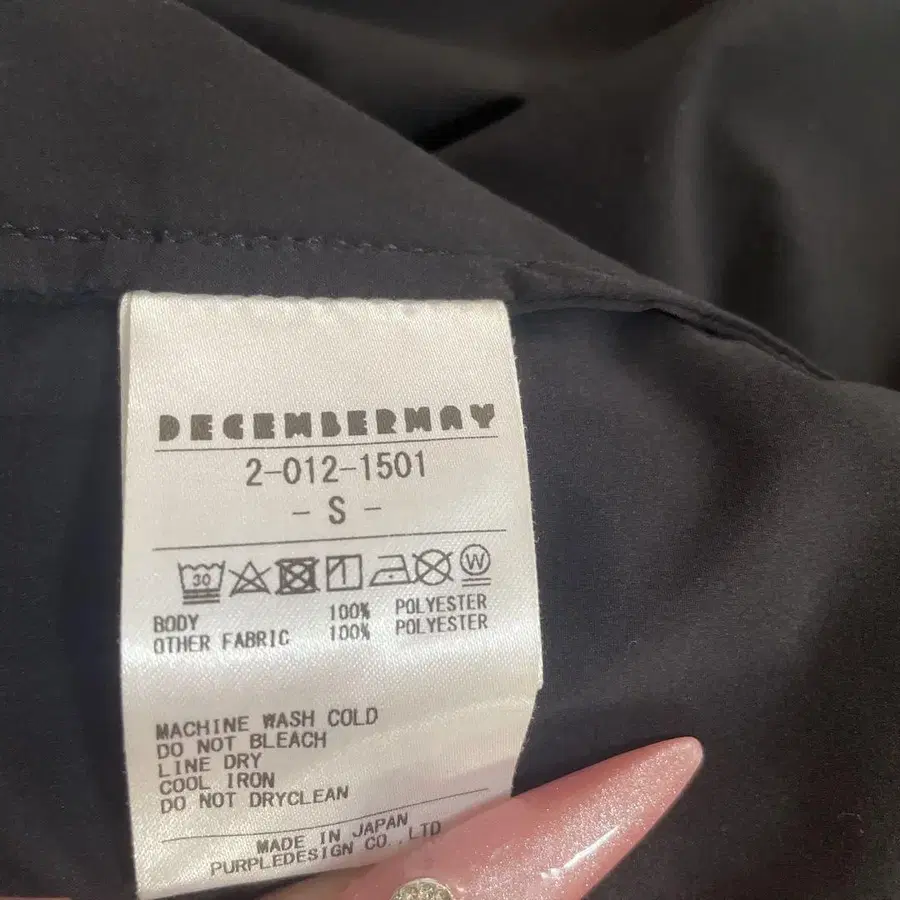 DECEMBERMAY
2-012-1501
- S -
30 W
BODY 100% POLYESTER
OTHER FABRIC 100% POLYESTER
MACHINE WASH COLD
DO NOT BLEACH
LINE DRY
COOL IRON
DO NOT DRYCLEAN
MADE IN JAPAN
PURPLEDESIGN CO.,LTD